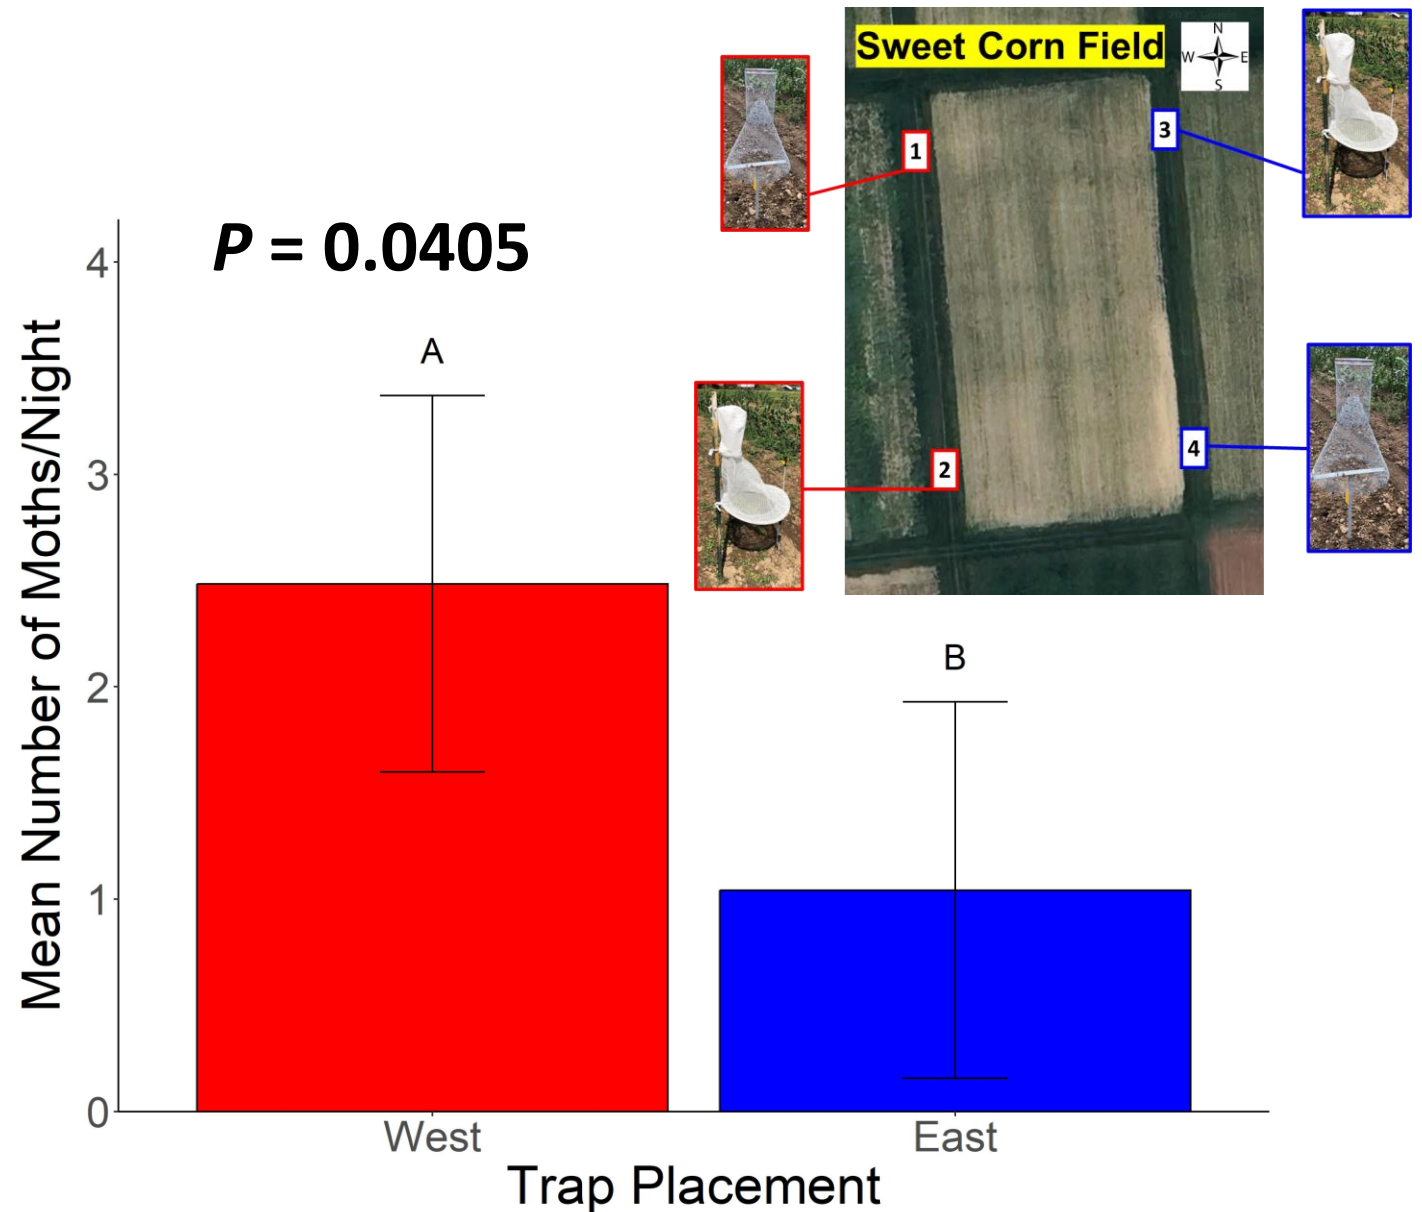 Sweet Corn Field
N
W E
S
1
3
2
4
P = 0.0405
Mean Number of Moths/Night
4
3
2
1
0
A
B
West
East
Trap Placement